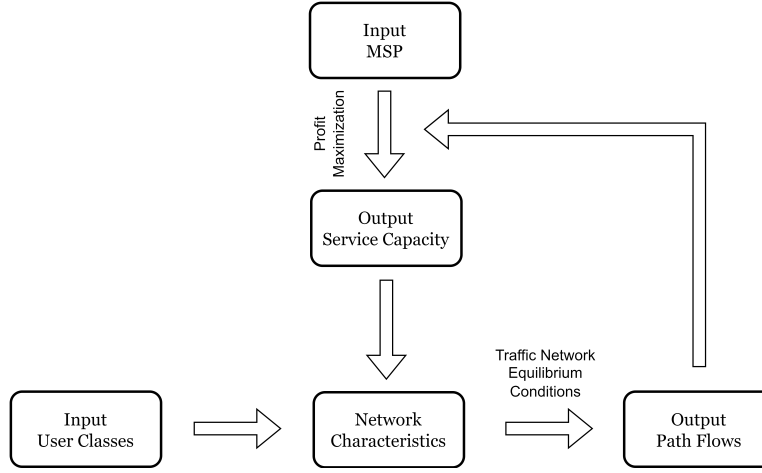 Input
MSP
Profit
Maximization
Output
Service Capacity
Traffic Network
Equilibrium
Conditions
Input
User Classes
Network
Characteristics
Output
Path Flows